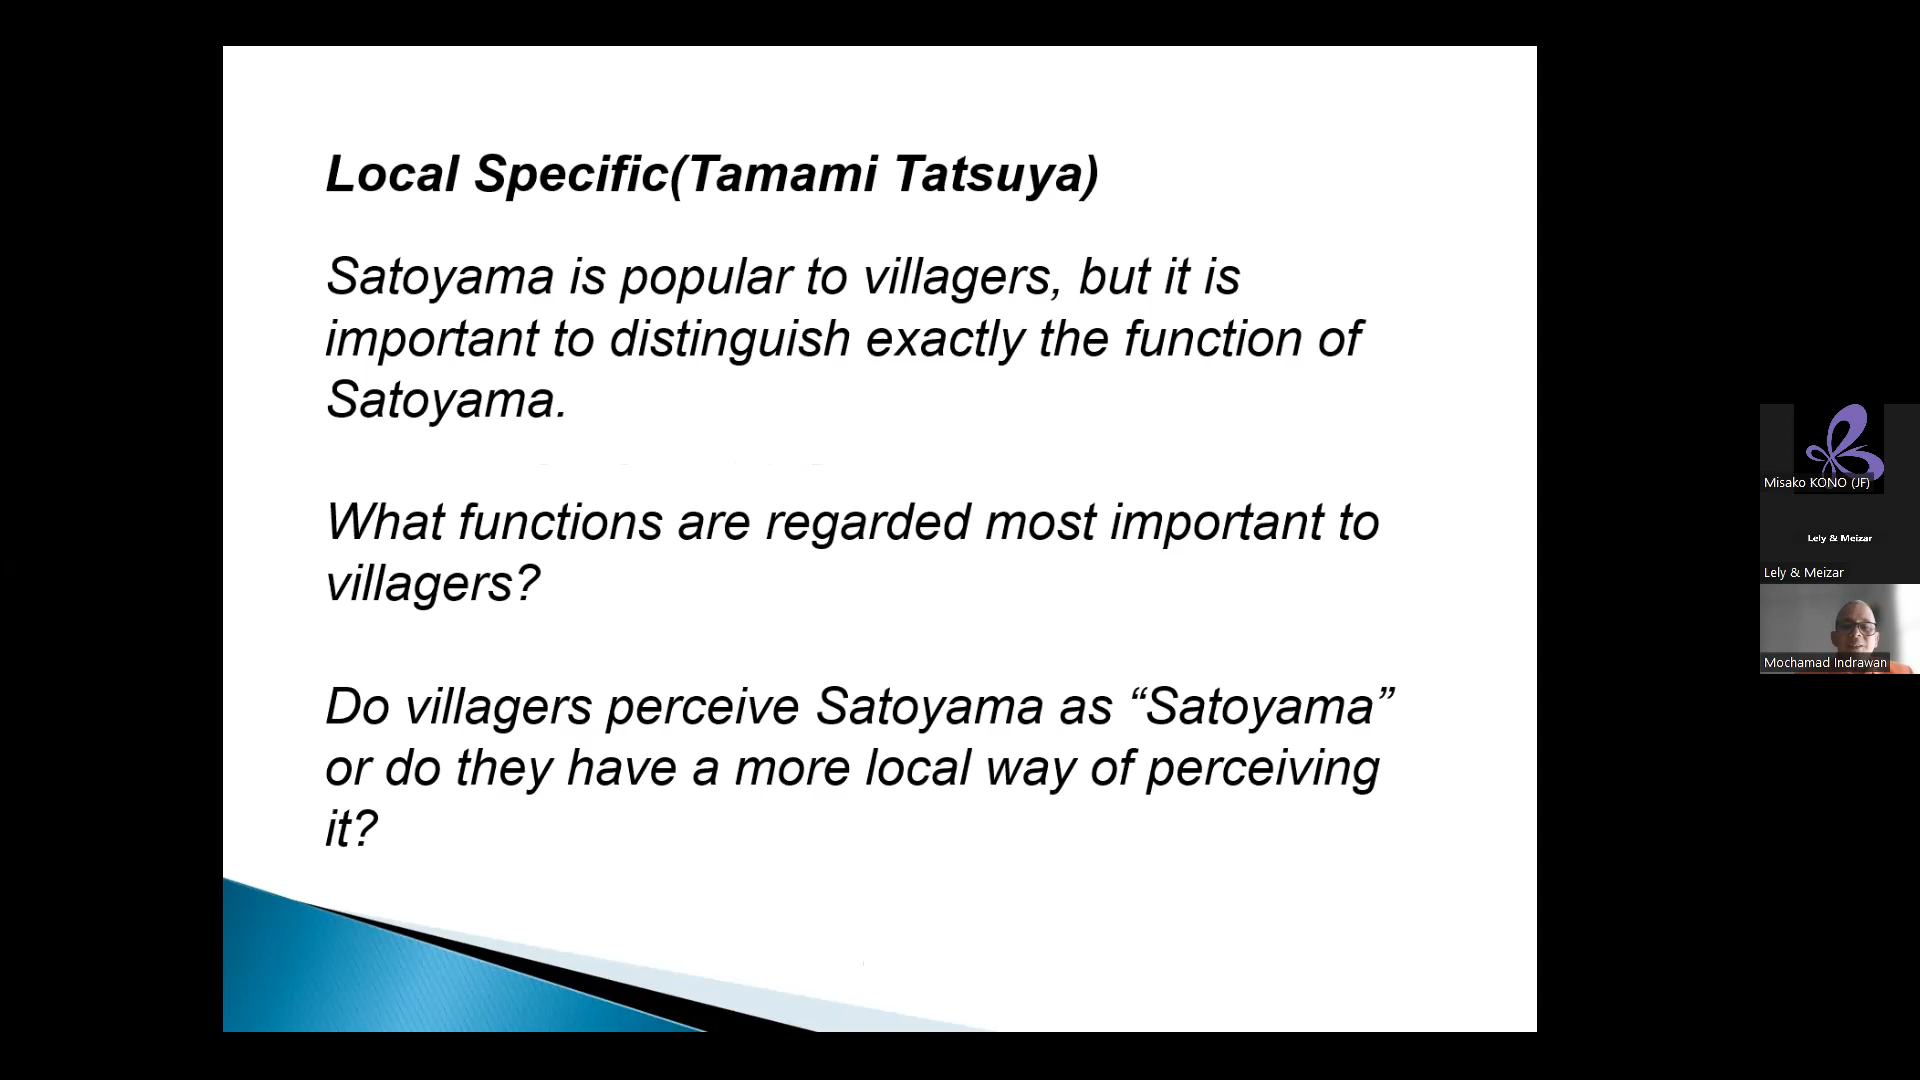 Local Specific(Tamami Tatsuya)
Satoyama is popular to villagers, but it is
important to distinguish exactly the function of
Satoyama.
What functions are regarded most important to
villagers?
Do villagers perceive Satoyama as “Satoyama”
or do they have a more local way of perceiving
it?
Misako KONO (JF)
Lely & Meizar
Lely & Meizar
Mochamad Indrawan